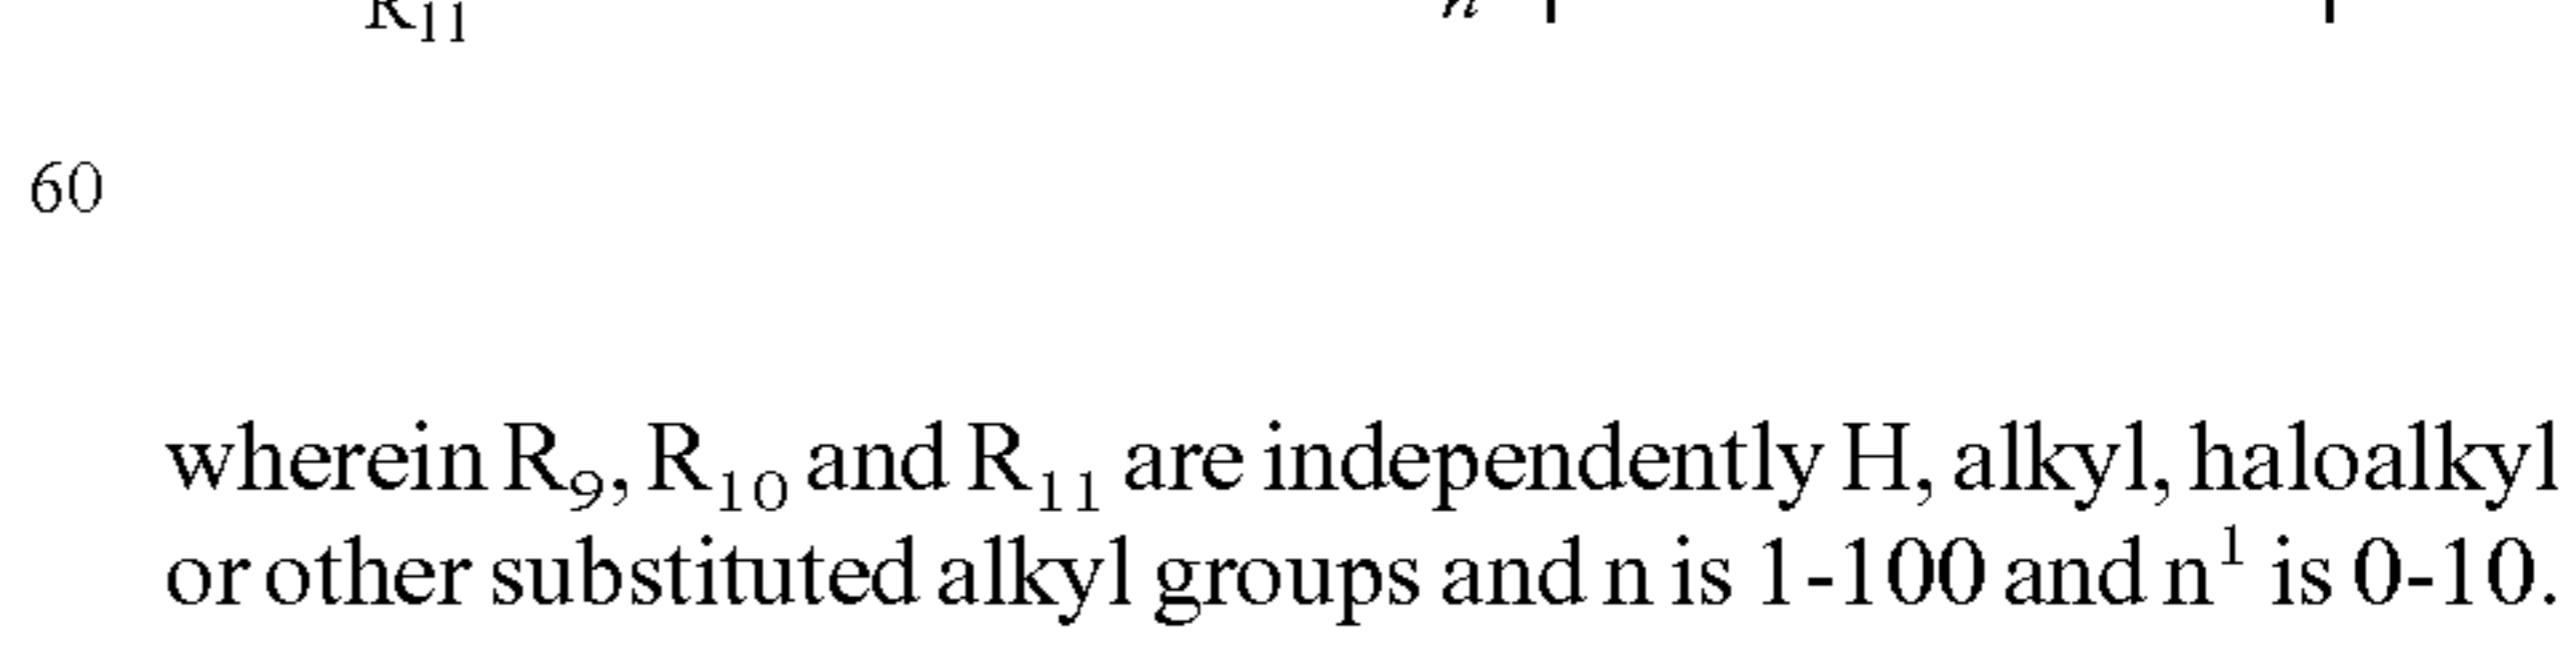 R₁₁ n
60
wherein R₉, R₁₀ and R₁₁ are independently H, alkyl, haloalkyl
or other substituted alkyl groups and n is 1-100 and n¹ is 0-10.